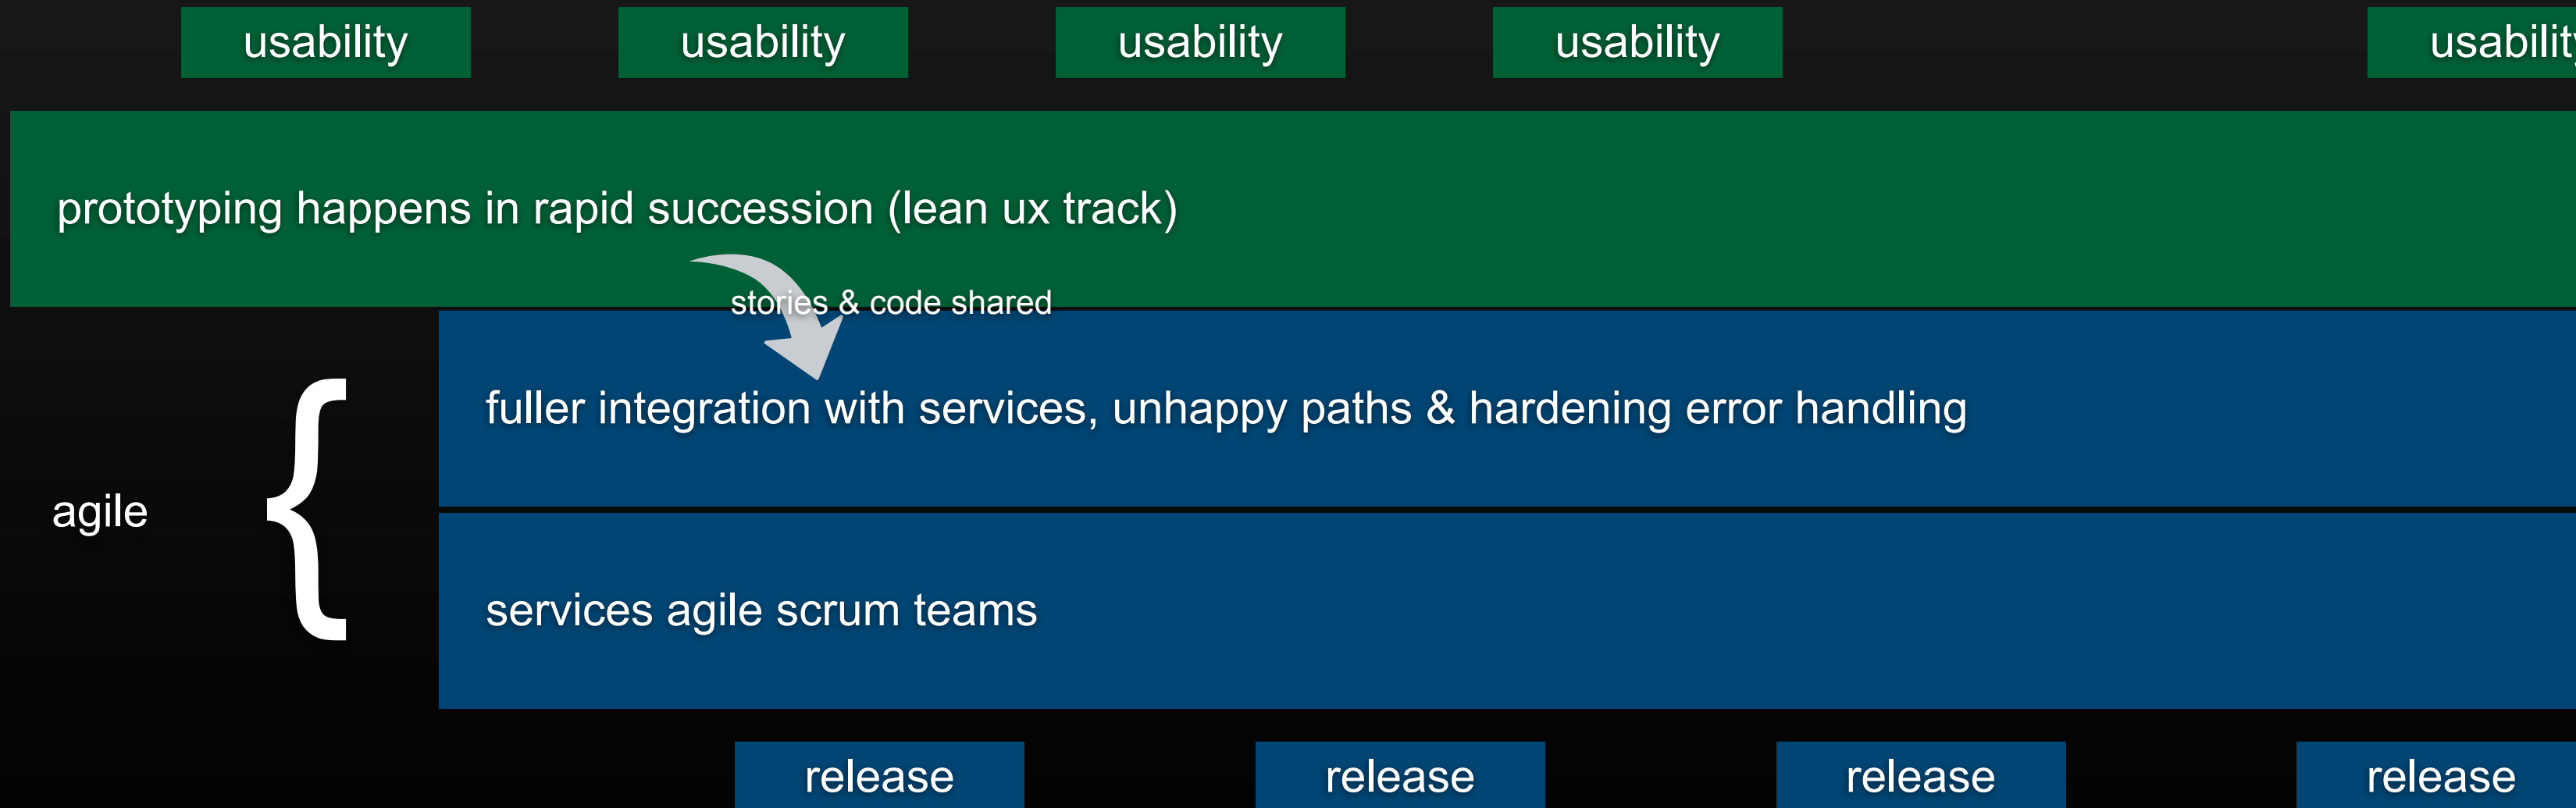 usability
usability
usability
usability
usability
prototyping happens in rapid succession (lean ux track)
stories & code shared
fuller integration with services, unhappy paths & hardening error handling
agile {
services agile scrum teams
release
release
release
release